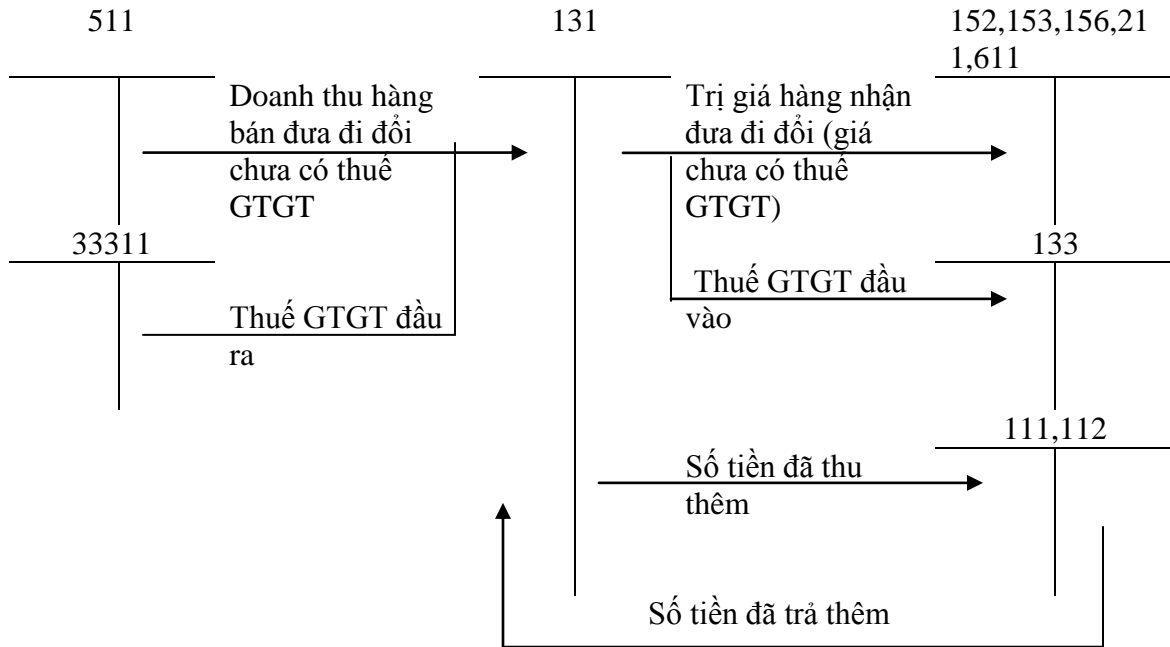 511
131
152,153,156,21
1,611
Doanh thu hàng
bán đưa đi đổi
chưa có thuế
GTGT
Trị giá hàng nhận
đưa đi đổi (giá
chưa có thuế
GTGT)
33311
133
Thuế GTGT đầu
ra
Thuế GTGT đầu
vào
111,112
Số tiền đã thu
thêm
Số tiền đã trả thêm